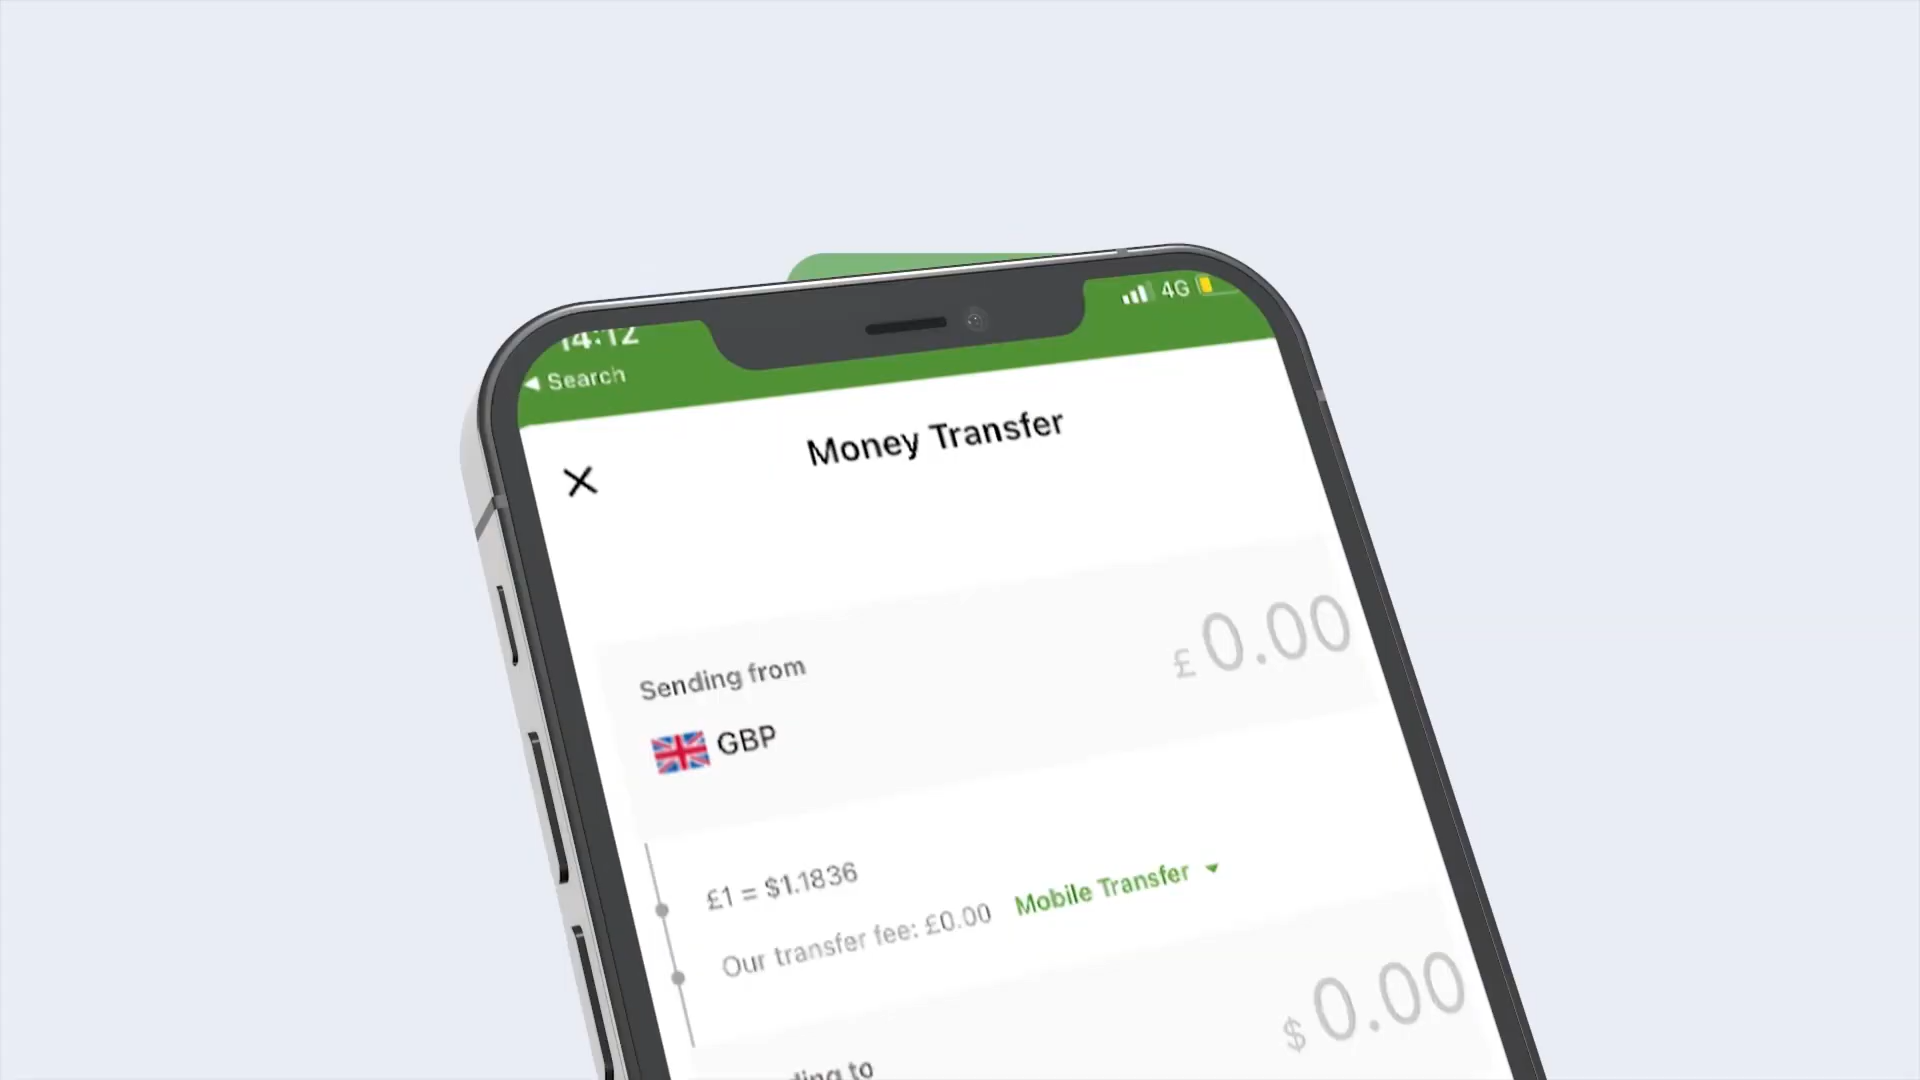 14:12
4G
◀ Search
Money Transfer
Sending from
£0.00
GBP
£1 = $1.1836
Our transfer fee: £0.00 Mobile Transfer
$0.00
to